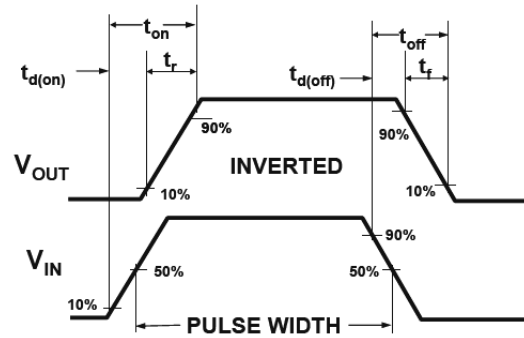 t_on t_off
t_d(on) t_r t_d(off) t_f
90% 90%
V_OUT INVERTED
10% 10%
V_IN 90%
50% 50%
10%
PULSE WIDTH